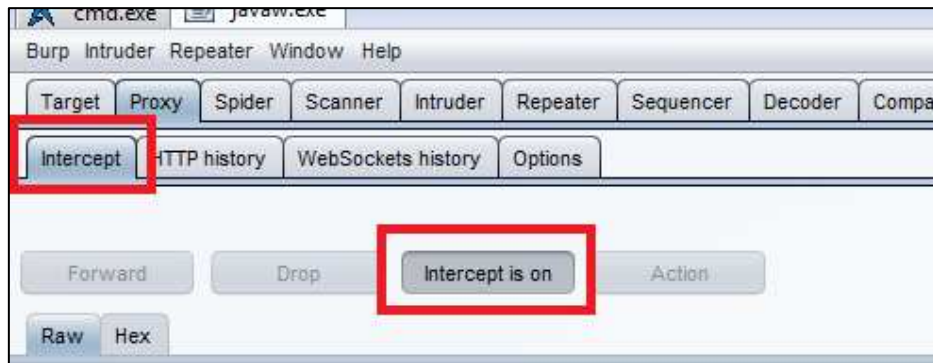 cmd.exe javaw.exe
Burp Intruder Repeater Window Help
Target Proxy Spider Scanner Intruder Repeater Sequencer Decoder Compa
Intercept HTTP history WebSockets history Options
Forward Drop Intercept is on Action
Raw Hex